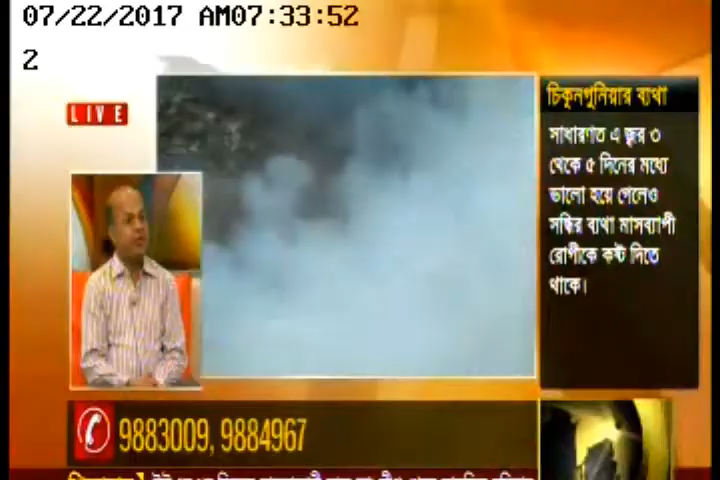 07/22/2017 AM07:33:52
2
LIVE
চিকুনগুনিয়ার ব্যথা
সাধারণত এ জ্বর ৩
থেকে ৫ দিনের মধ্যে
ভালো হয়ে গেলেও
সন্ধির ব্যথা মাসব্যাপী
রোগীকে কষ্ট দিতে
থাকে।
9883009, 9884967